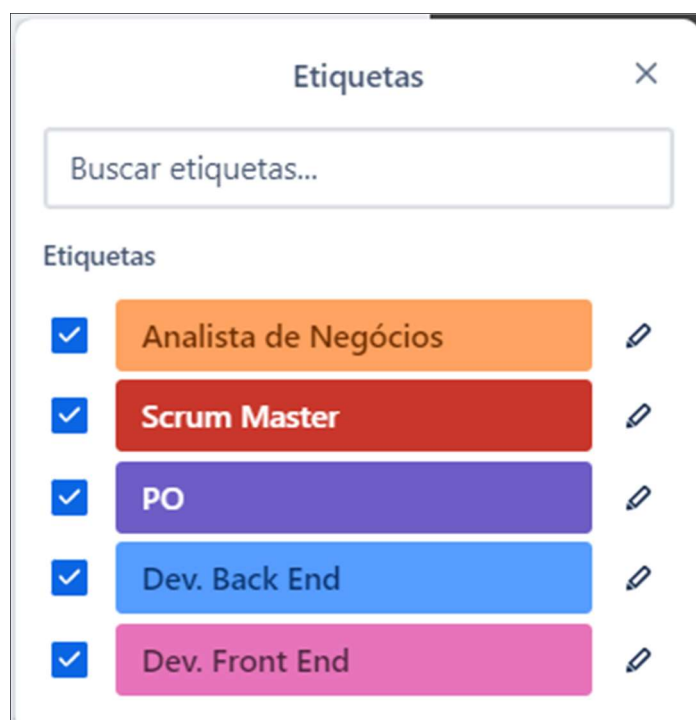 Etiquetas
Buscar etiquetas...
Etiquetas
Analista de Negócios
Scrum Master
PO
Dev. Back End
Dev. Front End